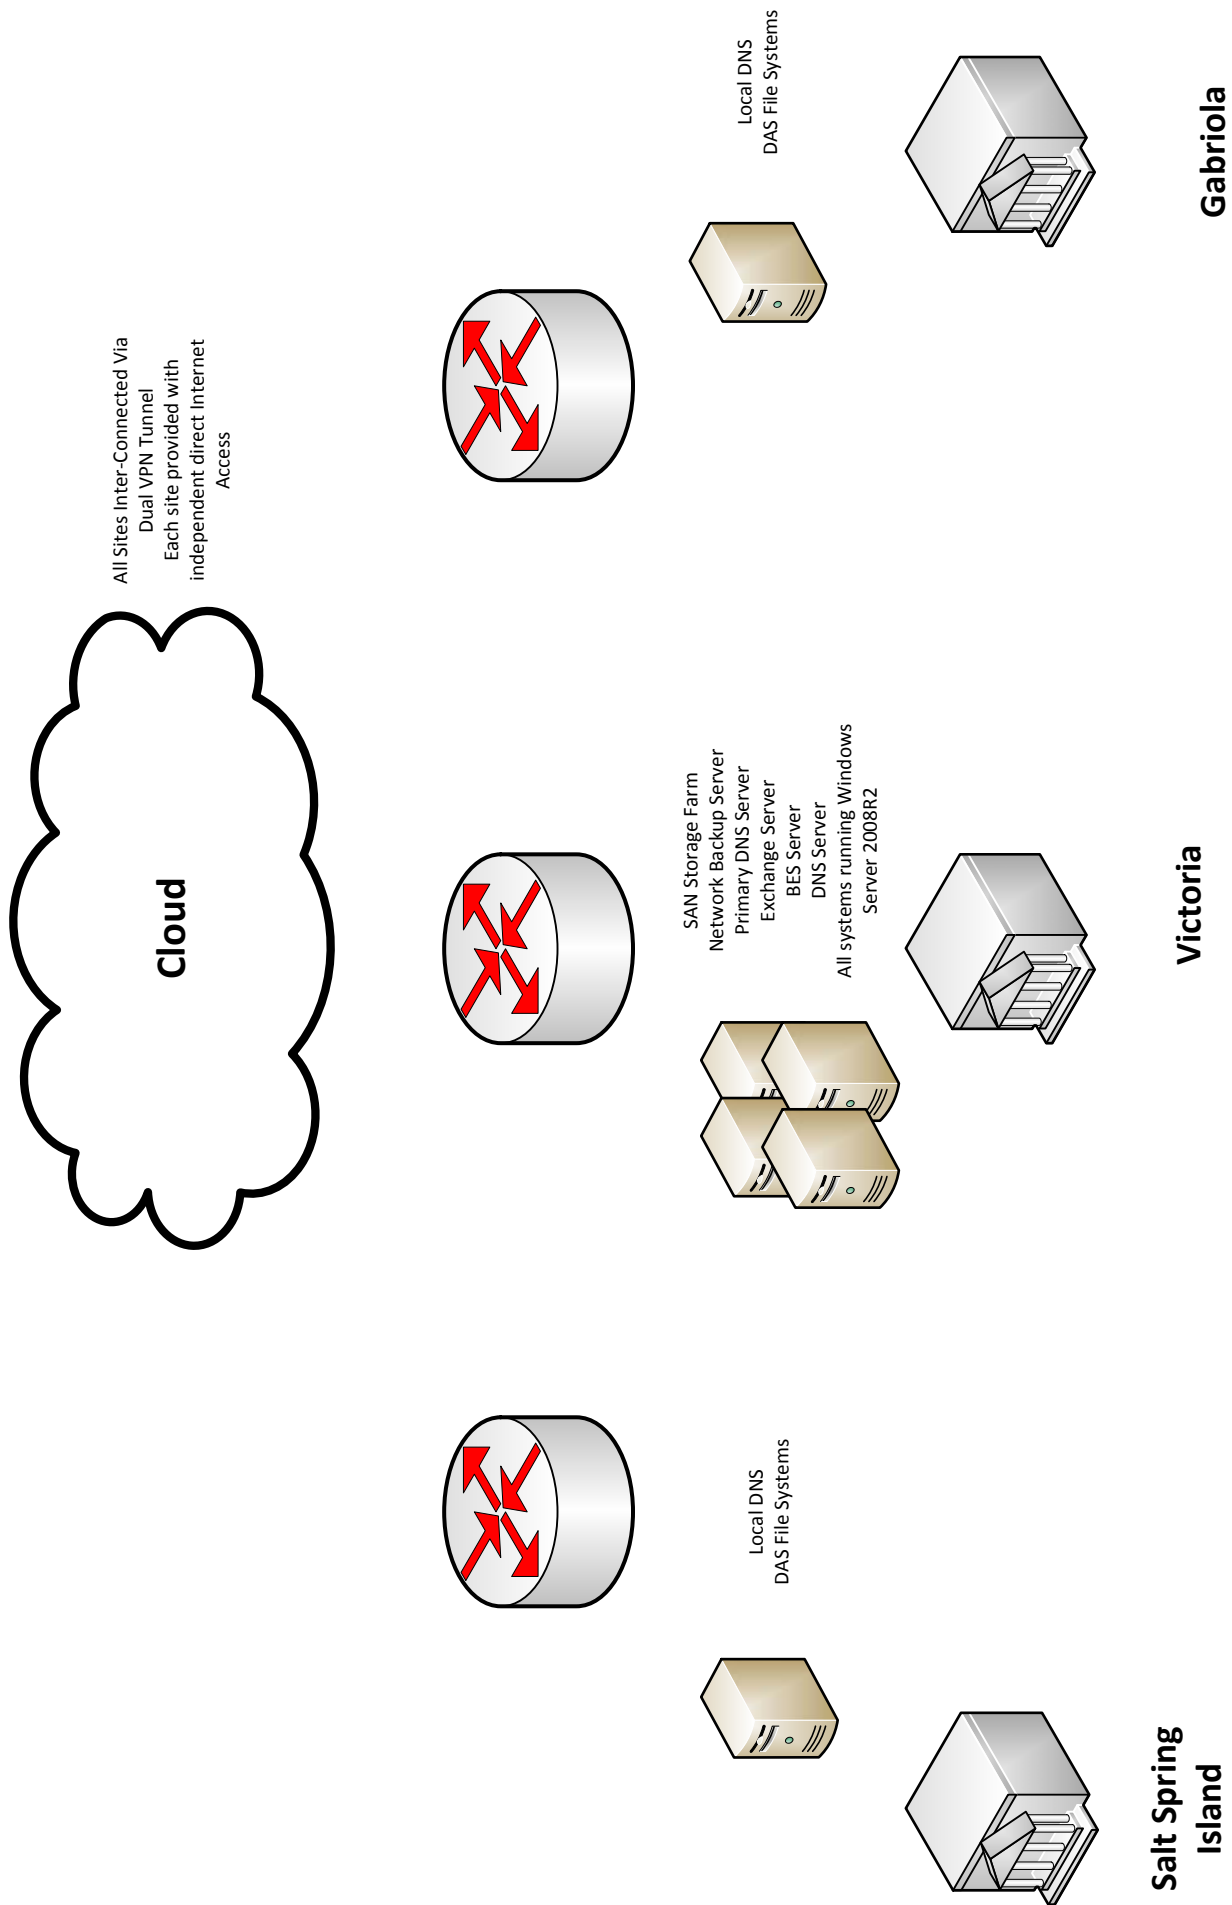 Cloud
All Sites Inter-Connected Via
Dual VPN Tunnel
Each site provided with
independent direct Internet
Access
Local DNS
DAS File Systems
SAN Storage Farm
Network Backup Server
Primary DNS Server
Exchange Server
BES Server
DNS Server
All systems running Windows
Server 2008R2
Local DNS
DAS File Systems
Salt Spring
Island
Victoria
Gabriola